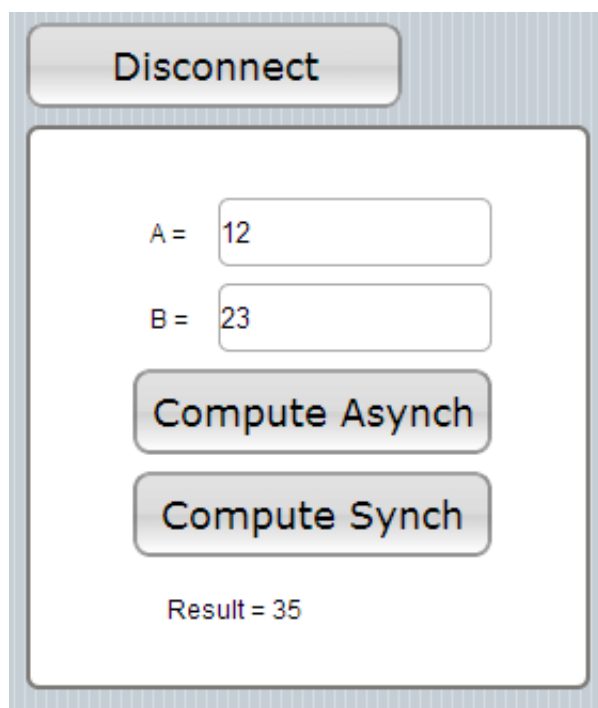 Disconnect
A = 12
B = 23
Compute Asynch
Compute Synch
Result = 35